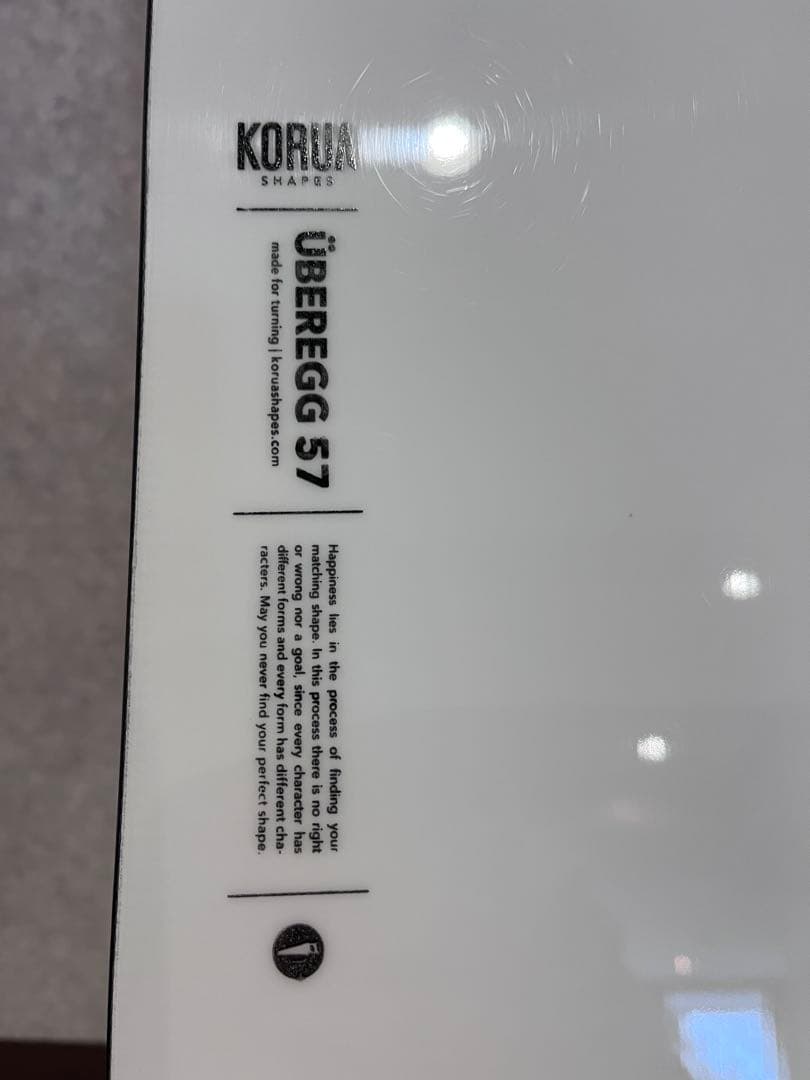 KORUA
SHAPES
ÜBEREGG 57
made for turning | koruashapes.com
Happiness lies in the process of finding your
matching shape. In this process there is no right
or wrong nor a goal, since every character has
different forms and every form has different cha-
racters. May you never find your perfect shape.